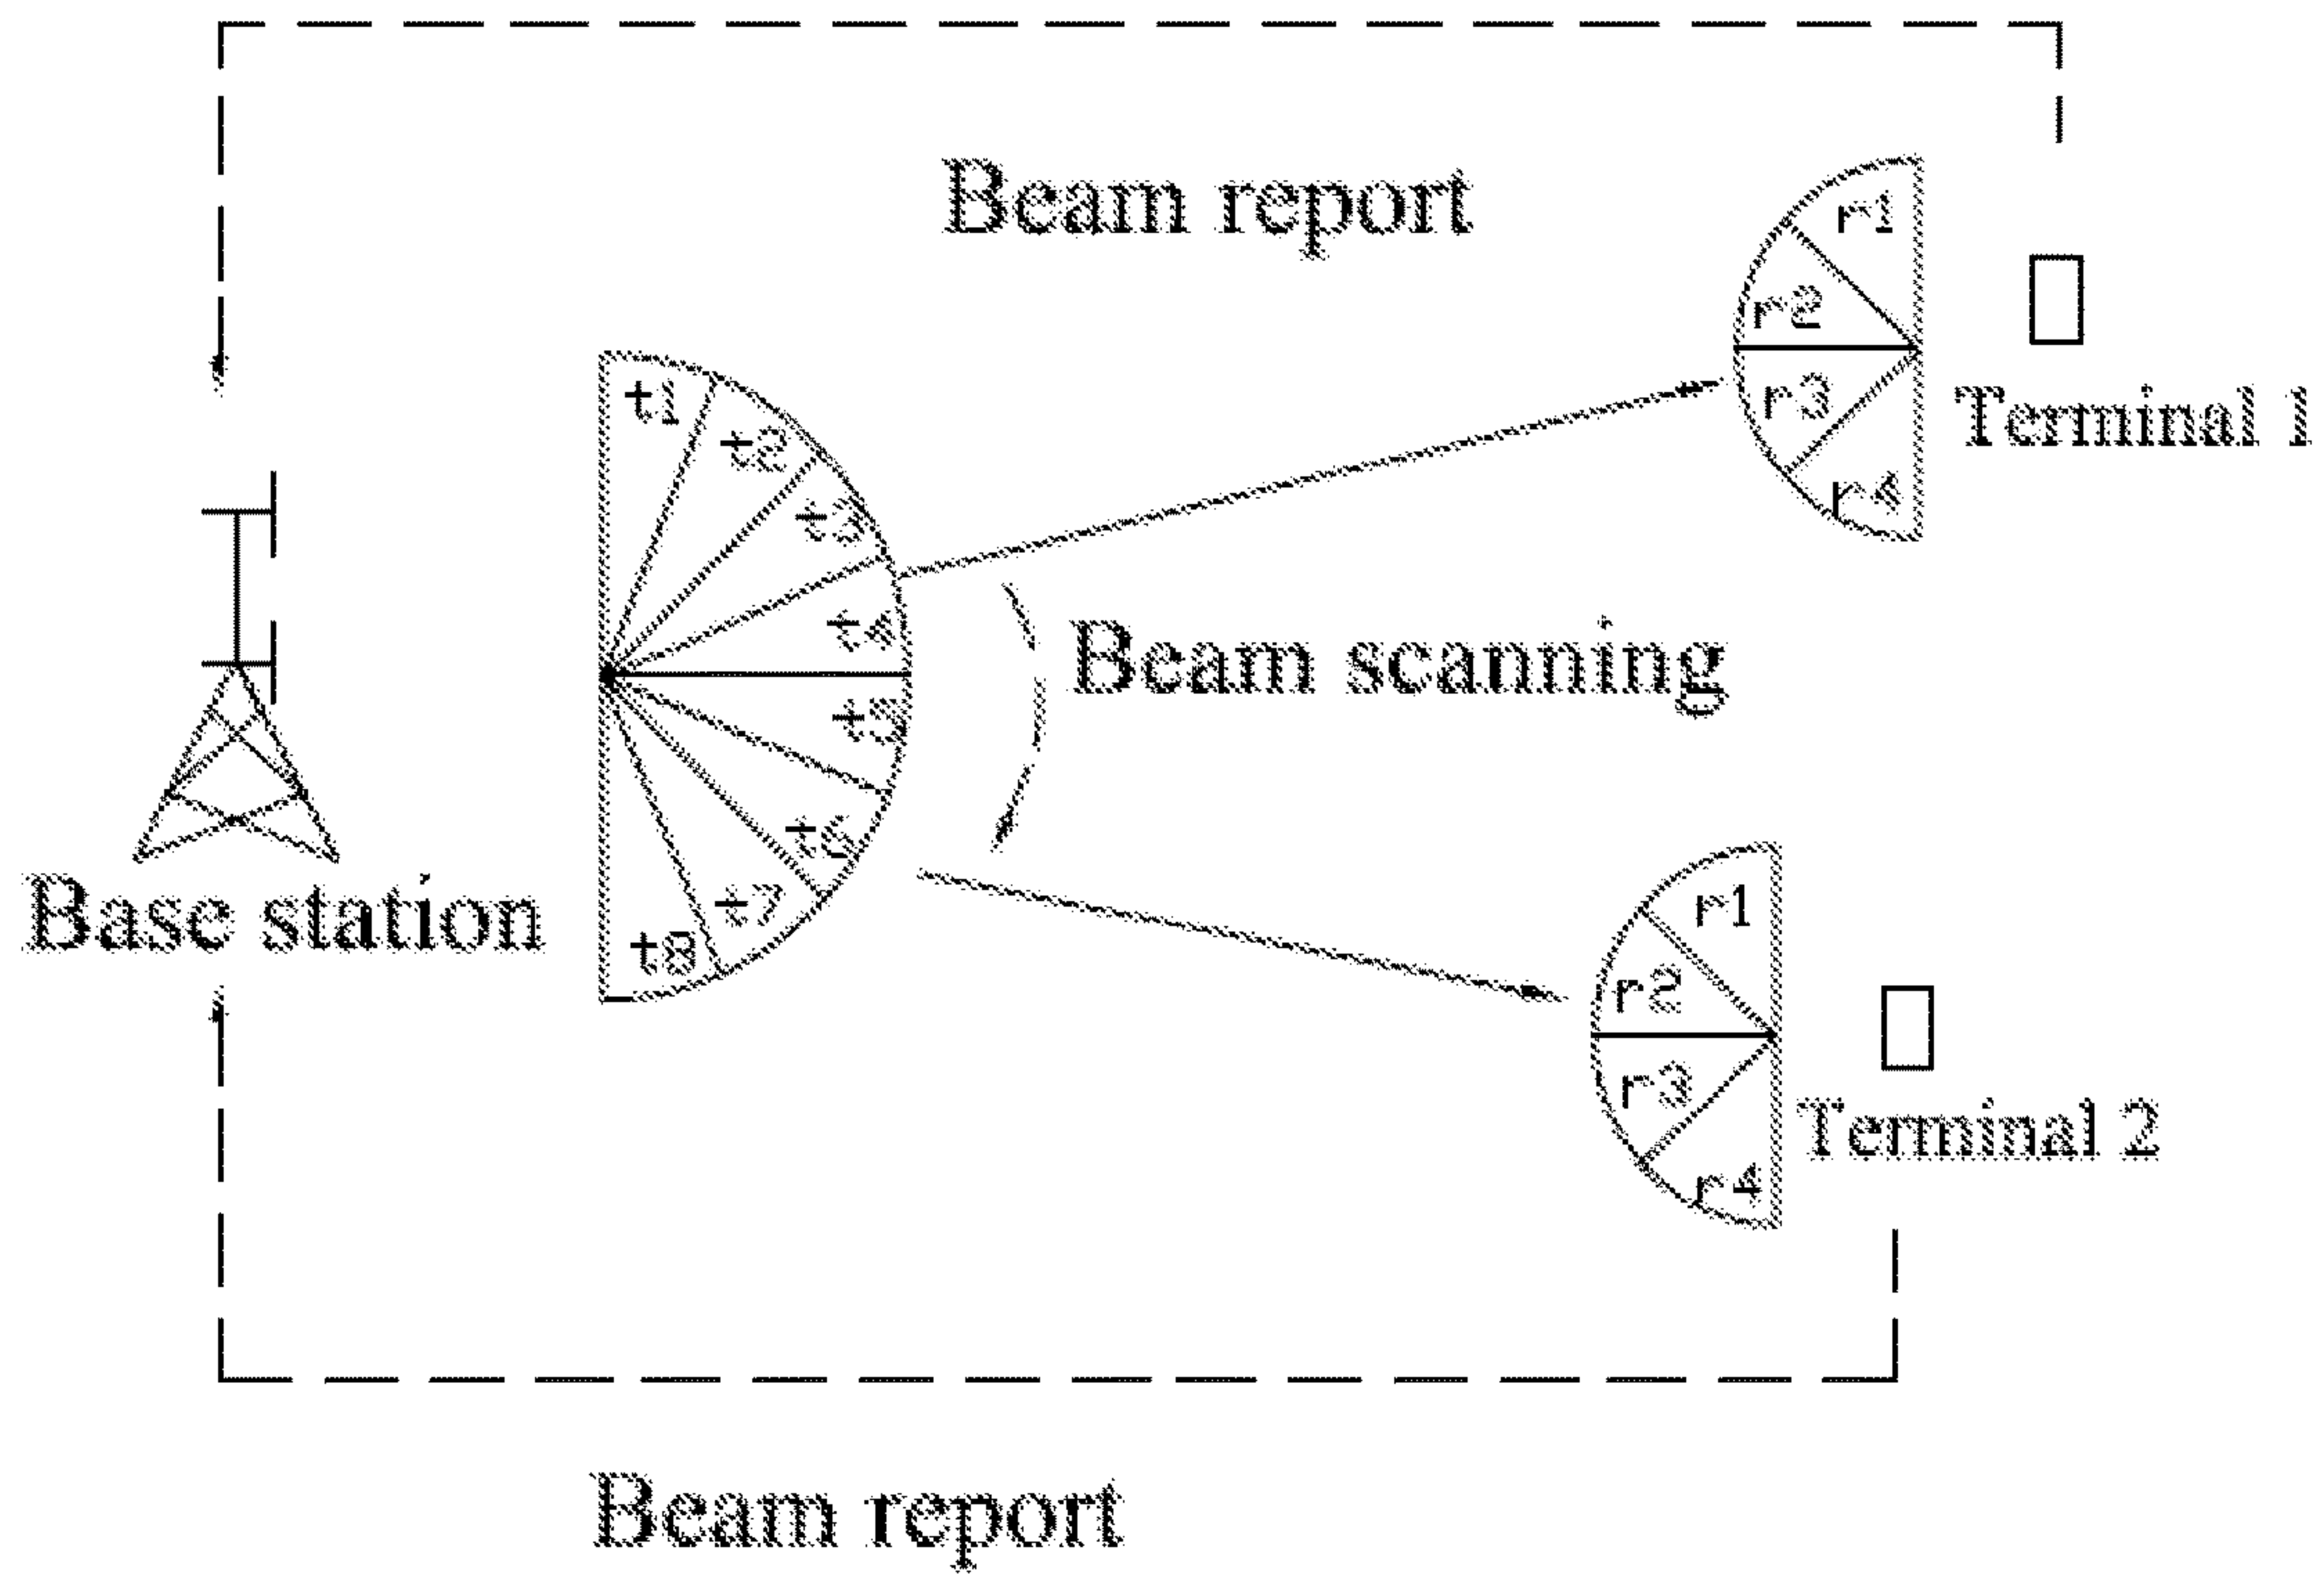 Beam report
r1
r2
r3
r4
Terminal 1
t1
t2
t3
t4
t5
t6
t7
t8
Beam scanning
Base station
r1
r2
r3
r4
Terminal 2
Beam report